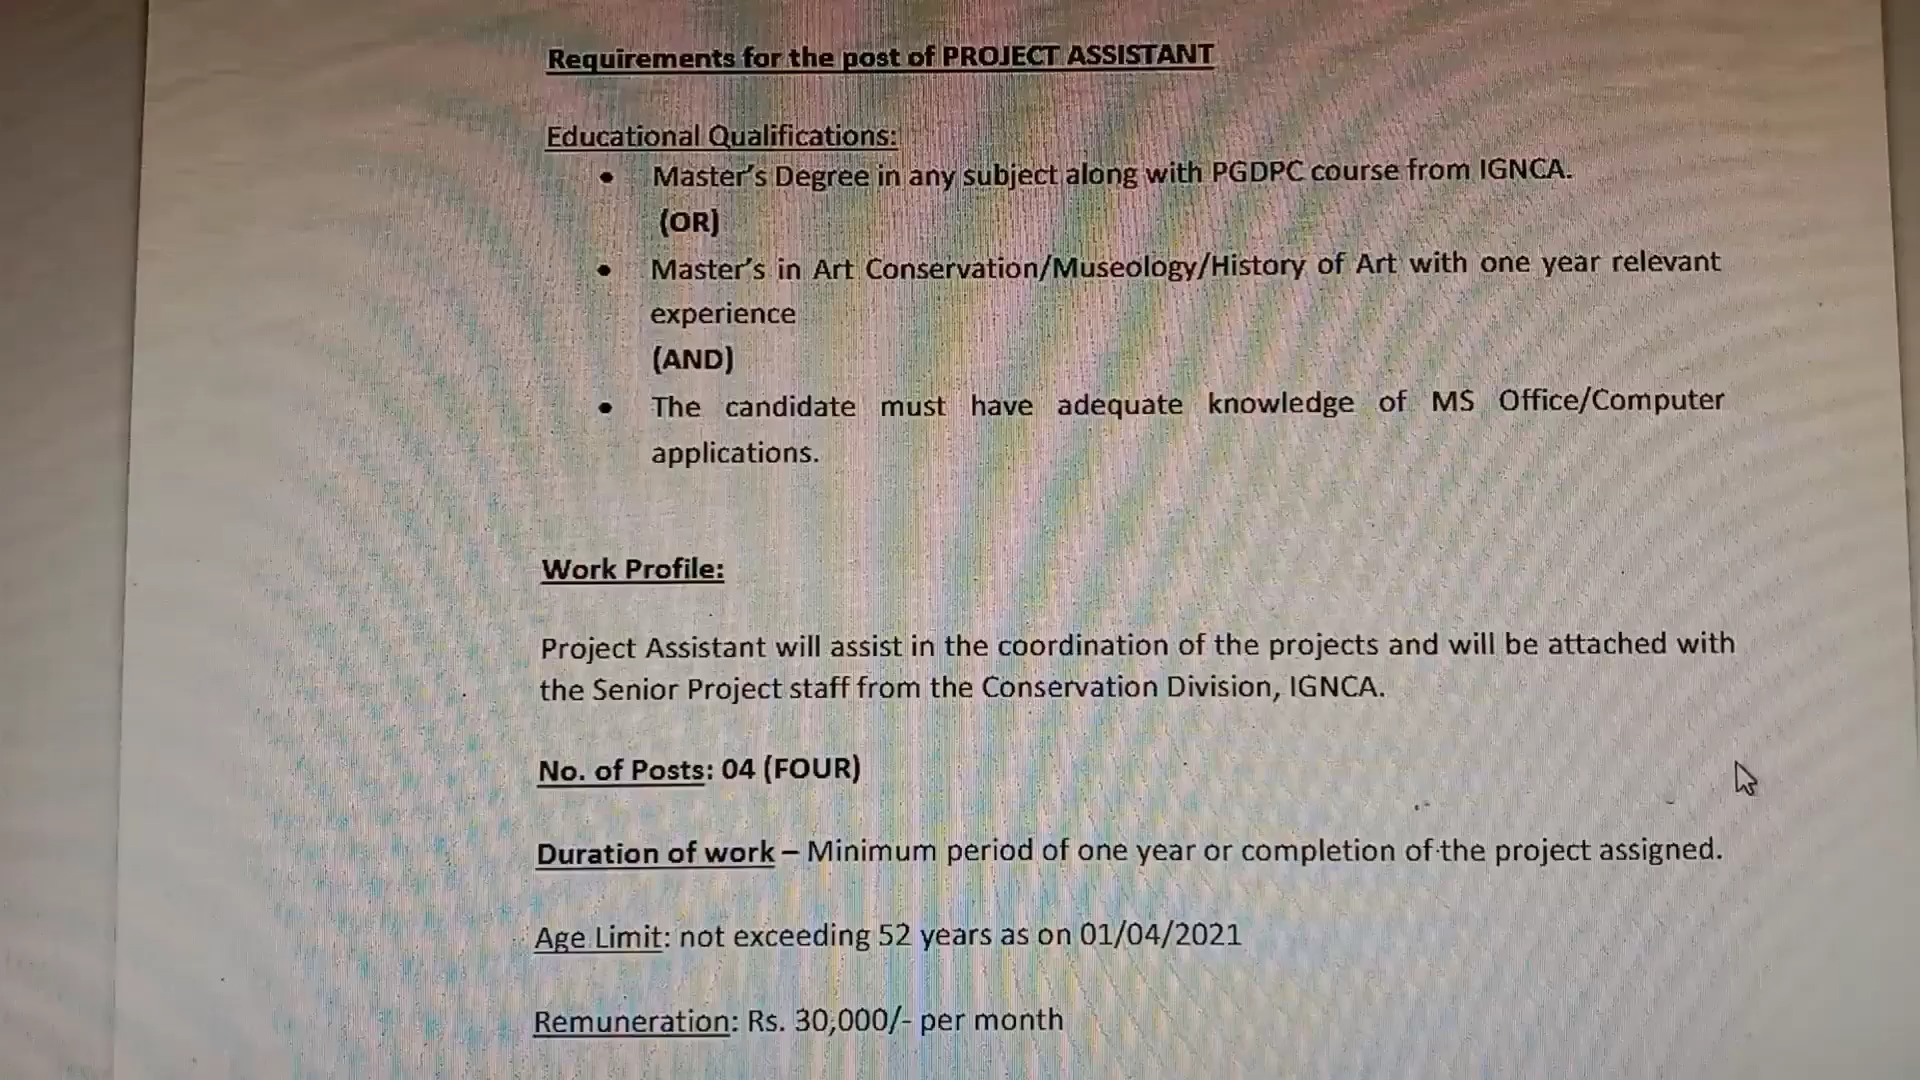 Requirements for the post of PROJECT ASSISTANT
Educational Qualifications:
• Master's Degree in any subject along with PGDPC course from IGNCA.
(OR)
• Master's in Art Conservation/Museology/History of Art with one year relevant
experience
(AND)
• The candidate must have adequate knowledge of MS Office/Computer
applications.
Work Profile:
Project Assistant will assist in the coordination of the projects and will be attached with
the Senior Project staff from the Conservation Division, IGNCA.
No. of Posts: 04 (FOUR)
Duration of work – Minimum period of one year or completion of the project assigned.
Age Limit: not exceeding 52 years as on 01/04/2021
Remuneration: Rs. 30,000/- per month